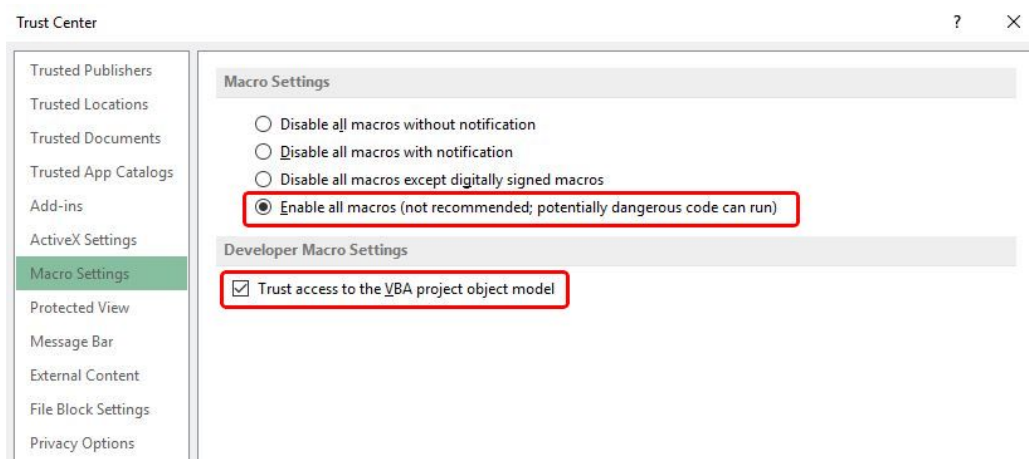 Trust Center
?
Trusted Publishers
Trusted Locations
Trusted Documents
Trusted App Catalogs
Add-ins
ActiveX Settings
Macro Settings
Protected View
Message Bar
External Content
File Block Settings
Privacy Options
Macro Settings
Disable all macros without notification
Disable all macros with notification
Disable all macros except digitally signed macros
Enable all macros (not recommended; potentially dangerous code can run)
Developer Macro Settings
Trust access to the VBA project object model